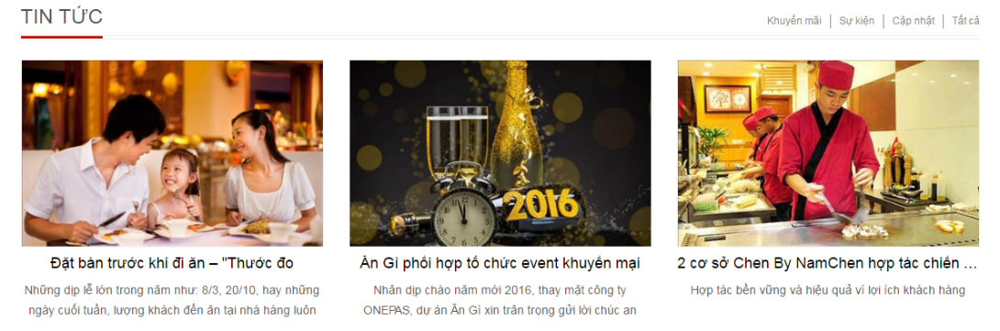 TIN TỨC
Khuyến mãi | Sự kiện | Cập nhật | Tất cả
2016
Đặt bàn trước khi đi ăn – "Thước đo
Những dịp lễ lớn trong năm như: 8/3, 20/10, hay những
ngày cuối tuần, lượng khách đến ăn tại nhà hàng luôn
Ăn Gì phối hợp tổ chức event khuyến mại
Nhân dịp chào năm mới 2016, thay mặt công ty
ONEPAS, dự án Ăn Gì xin trân trọng gửi lời chúc an
2 cơ sở Chen By NamChen hợp tác chiến ...
Hợp tác bền vững và hiệu quả vì lợi ích khách hàng